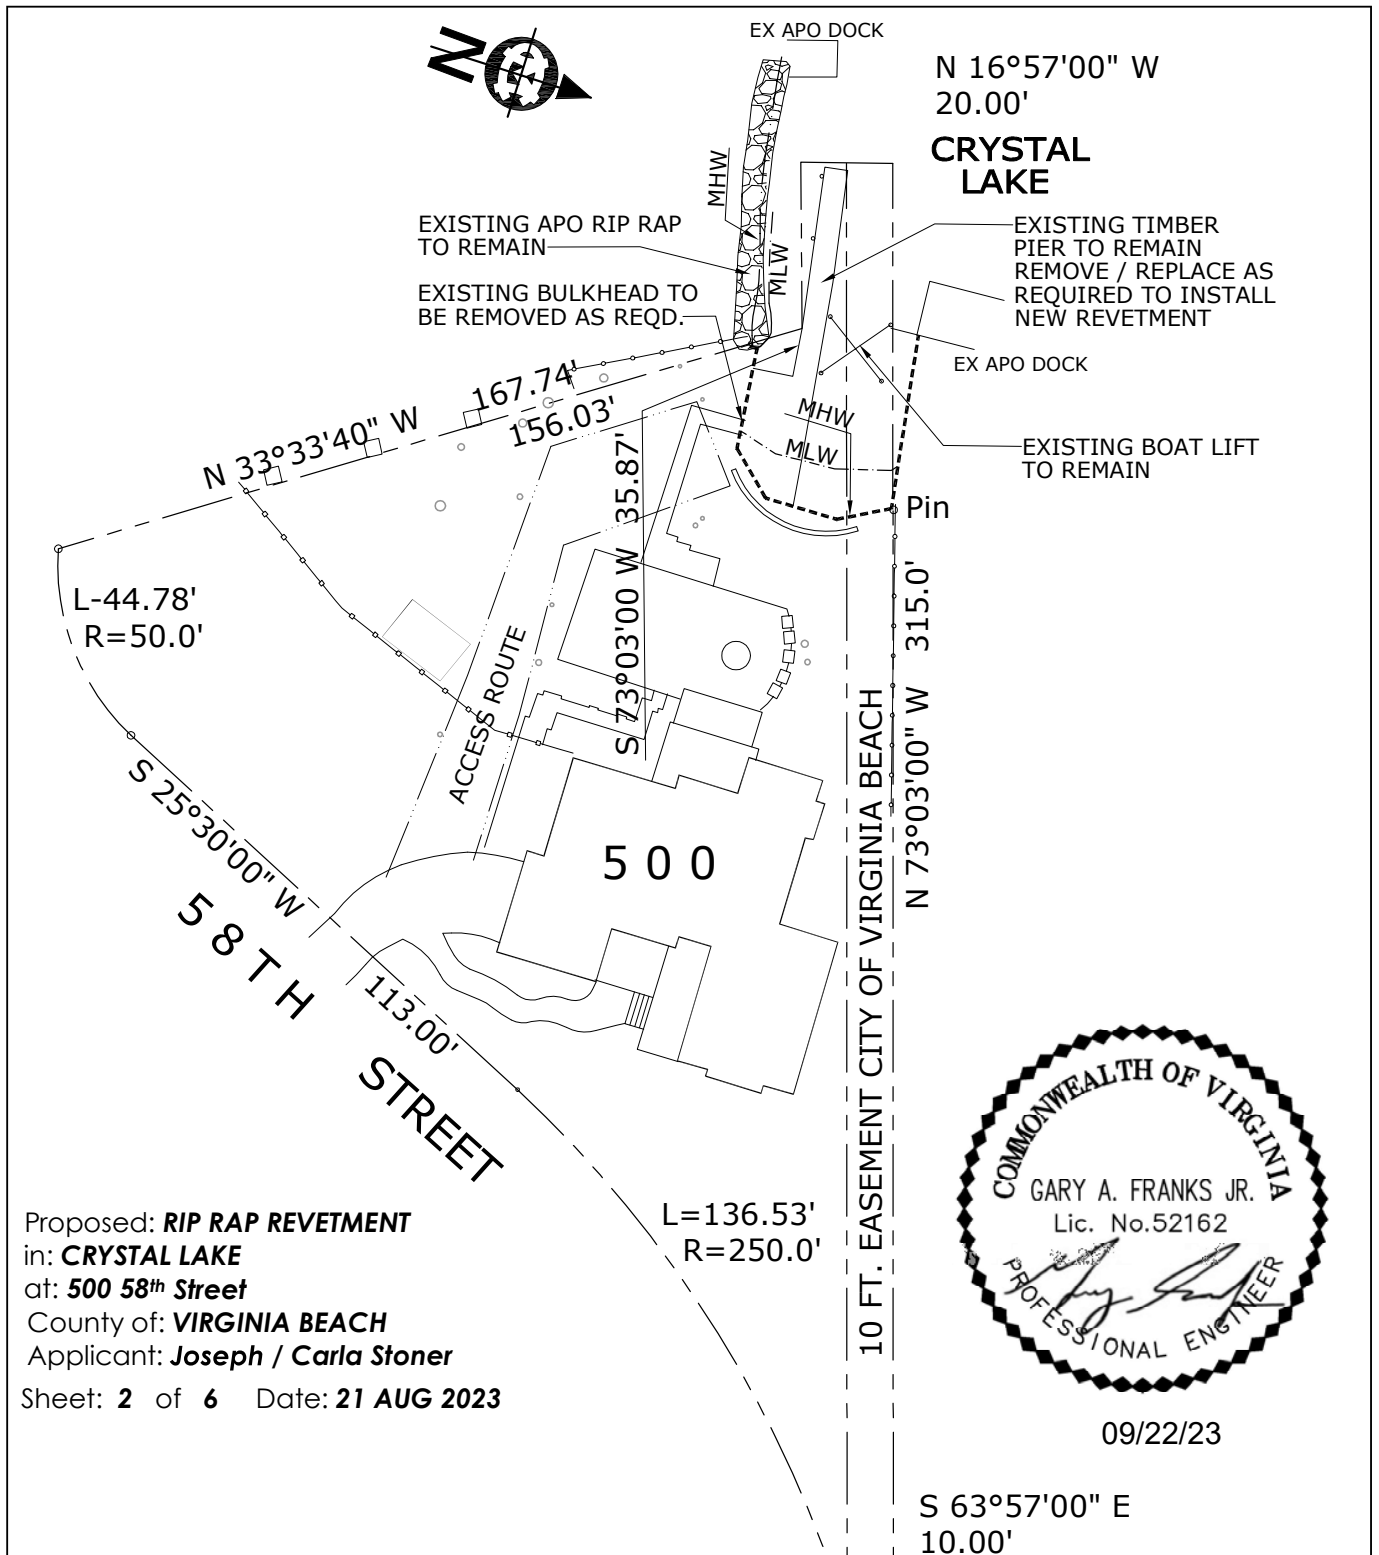 EX APO DOCK
N 16°57'00" W
20.00'
CRYSTAL
LAKE
N
MHW
MLW
EXISTING APO RIP RAP
TO REMAIN
EXISTING BULKHEAD TO
BE REMOVED AS REQD.
EXISTING TIMBER
PIER TO REMAIN
REMOVE / REPLACE AS
REQUIRED TO INSTALL
NEW REVETMENT
EX APO DOCK
EXISTING BOAT LIFT
TO REMAIN
N 33°33'40" W
167.74'
156.03'
MHW
MLW
Pin
L-44.78'
R=50.0'
S 73°03'00 W 35.87'
ACCESS ROUTE
N 73°03'00" W 315.0'
10 FT. EASEMENT CITY OF VIRGINIA BEACH
500
S 25°30'00" W
113.00'
58TH
STREET
L=136.53'
R=250.0'
COMMONWEALTH OF VIRGINIA
GARY A. FRANKS JR.
Lic. No.52162
PROFESSIONAL ENGINEER
09/22/23
Proposed: RIP RAP REVETMENT
in: CRYSTAL LAKE
at: 500 58th Street
County of: VIRGINIA BEACH
Applicant: Joseph / Carla Stoner
Sheet: 2 of 6 Date: 21 AUG 2023
S 63°57'00" E
10.00'